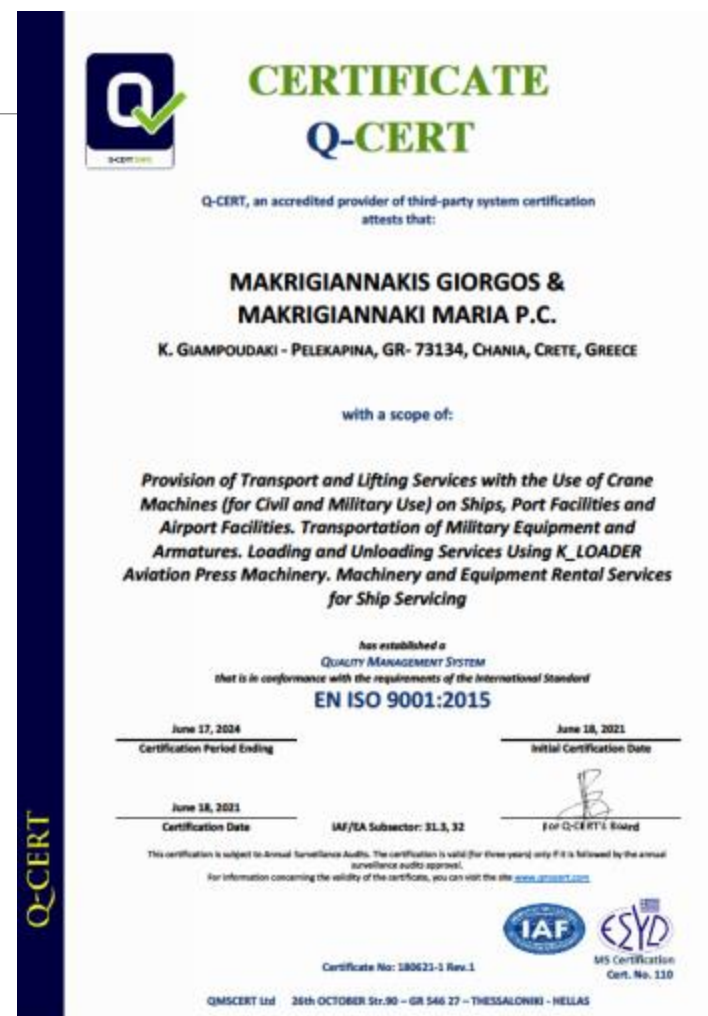 CERTIFICATE
Q-CERT
Q-CERT, an accredited provider of third-party system certification
attests that:
MAKRIGIANNAKIS GIORGOS &
MAKRIGIANNAKI MARIA P.C.
K. GIAMPOUDAKI - PELEKAPINA, GR- 73134, CHANIA, CRETE, GREECE
with a scope of:
Provision of Transport and Lifting Services with the Use of Crane
Machines (for Civil and Military Use) on Ships, Port Facilities and
Airport Facilities. Transportation of Military Equipment and
Armatures. Loading and Unloading Services Using K_LOADER
Aviation Press Machinery. Machinery and Equipment Rental Services
for Ship Servicing
has established a
QUALITY MANAGEMENT SYSTEM
that is in conformance with the requirements of the International Standard
EN ISO 9001:2015
June 17, 2024
Certification Period Ending
June 18, 2021
Initial Certification Date
June 18, 2021
Certification Date
IAF/EA Subsector: 31.3, 32
For Q-CERT's Board
This certification is subject to Annual Surveillance Audits. The certification is valid (for three years) only if it is followed by the annual
surveillance audits approval.
For information concerning the validity of the certificate, you can visit the site www.qmscert.com
Q-CERT
IAF
ESYD
MS Certification
Cert. No. 110
Certificate No: 180621-1 Rev.1
QMSCERT Ltd 26th OCTOBER Str.90 – GR 546 27 – THESSALONIKI - HELLAS